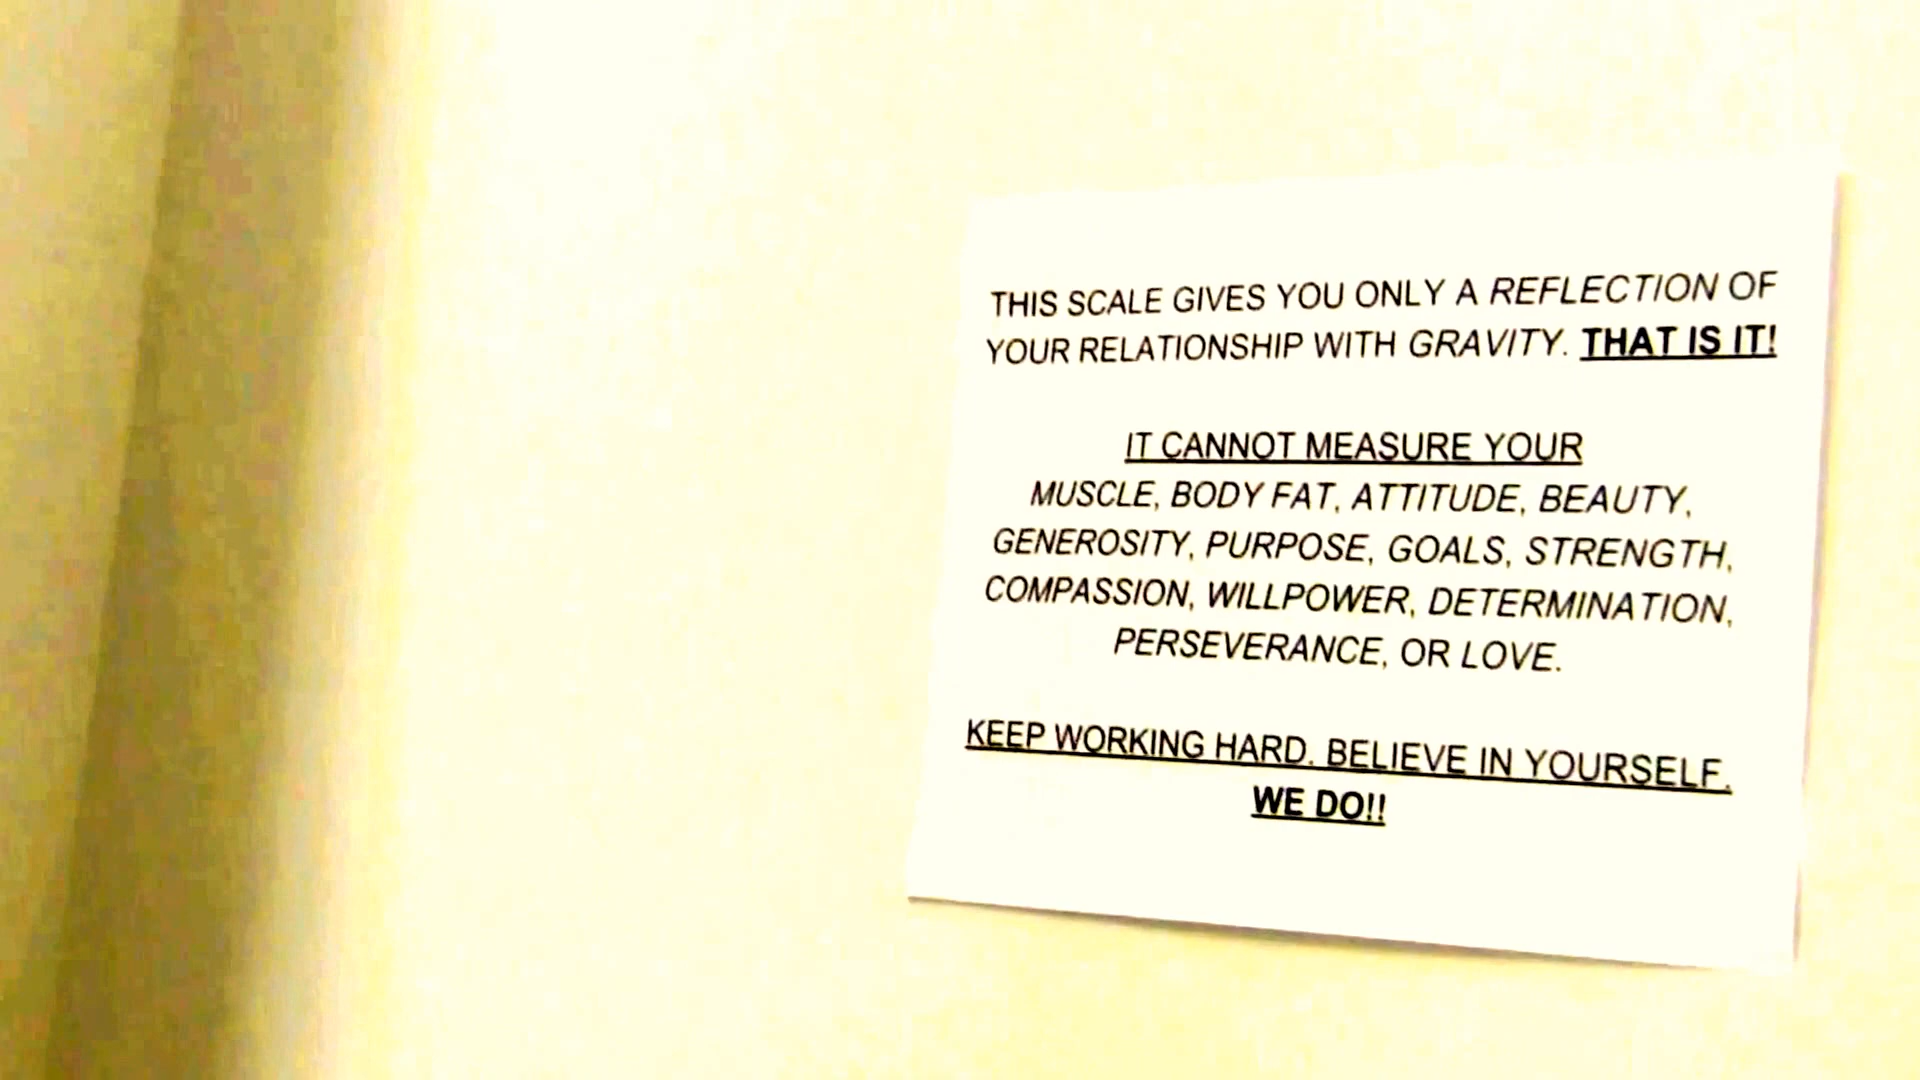 THIS SCALE GIVES YOU ONLY A REFLECTION OF
YOUR RELATIONSHIP WITH GRAVITY. THAT IS IT!
IT CANNOT MEASURE YOUR
MUSCLE, BODY FAT, ATTITUDE, BEAUTY,
GENEROSITY, PURPOSE, GOALS, STRENGTH,
COMPASSION, WILLPOWER, DETERMINATION,
PERSEVERANCE, OR LOVE.
KEEP WORKING HARD. BELIEVE IN YOURSELF.
WE DO!!